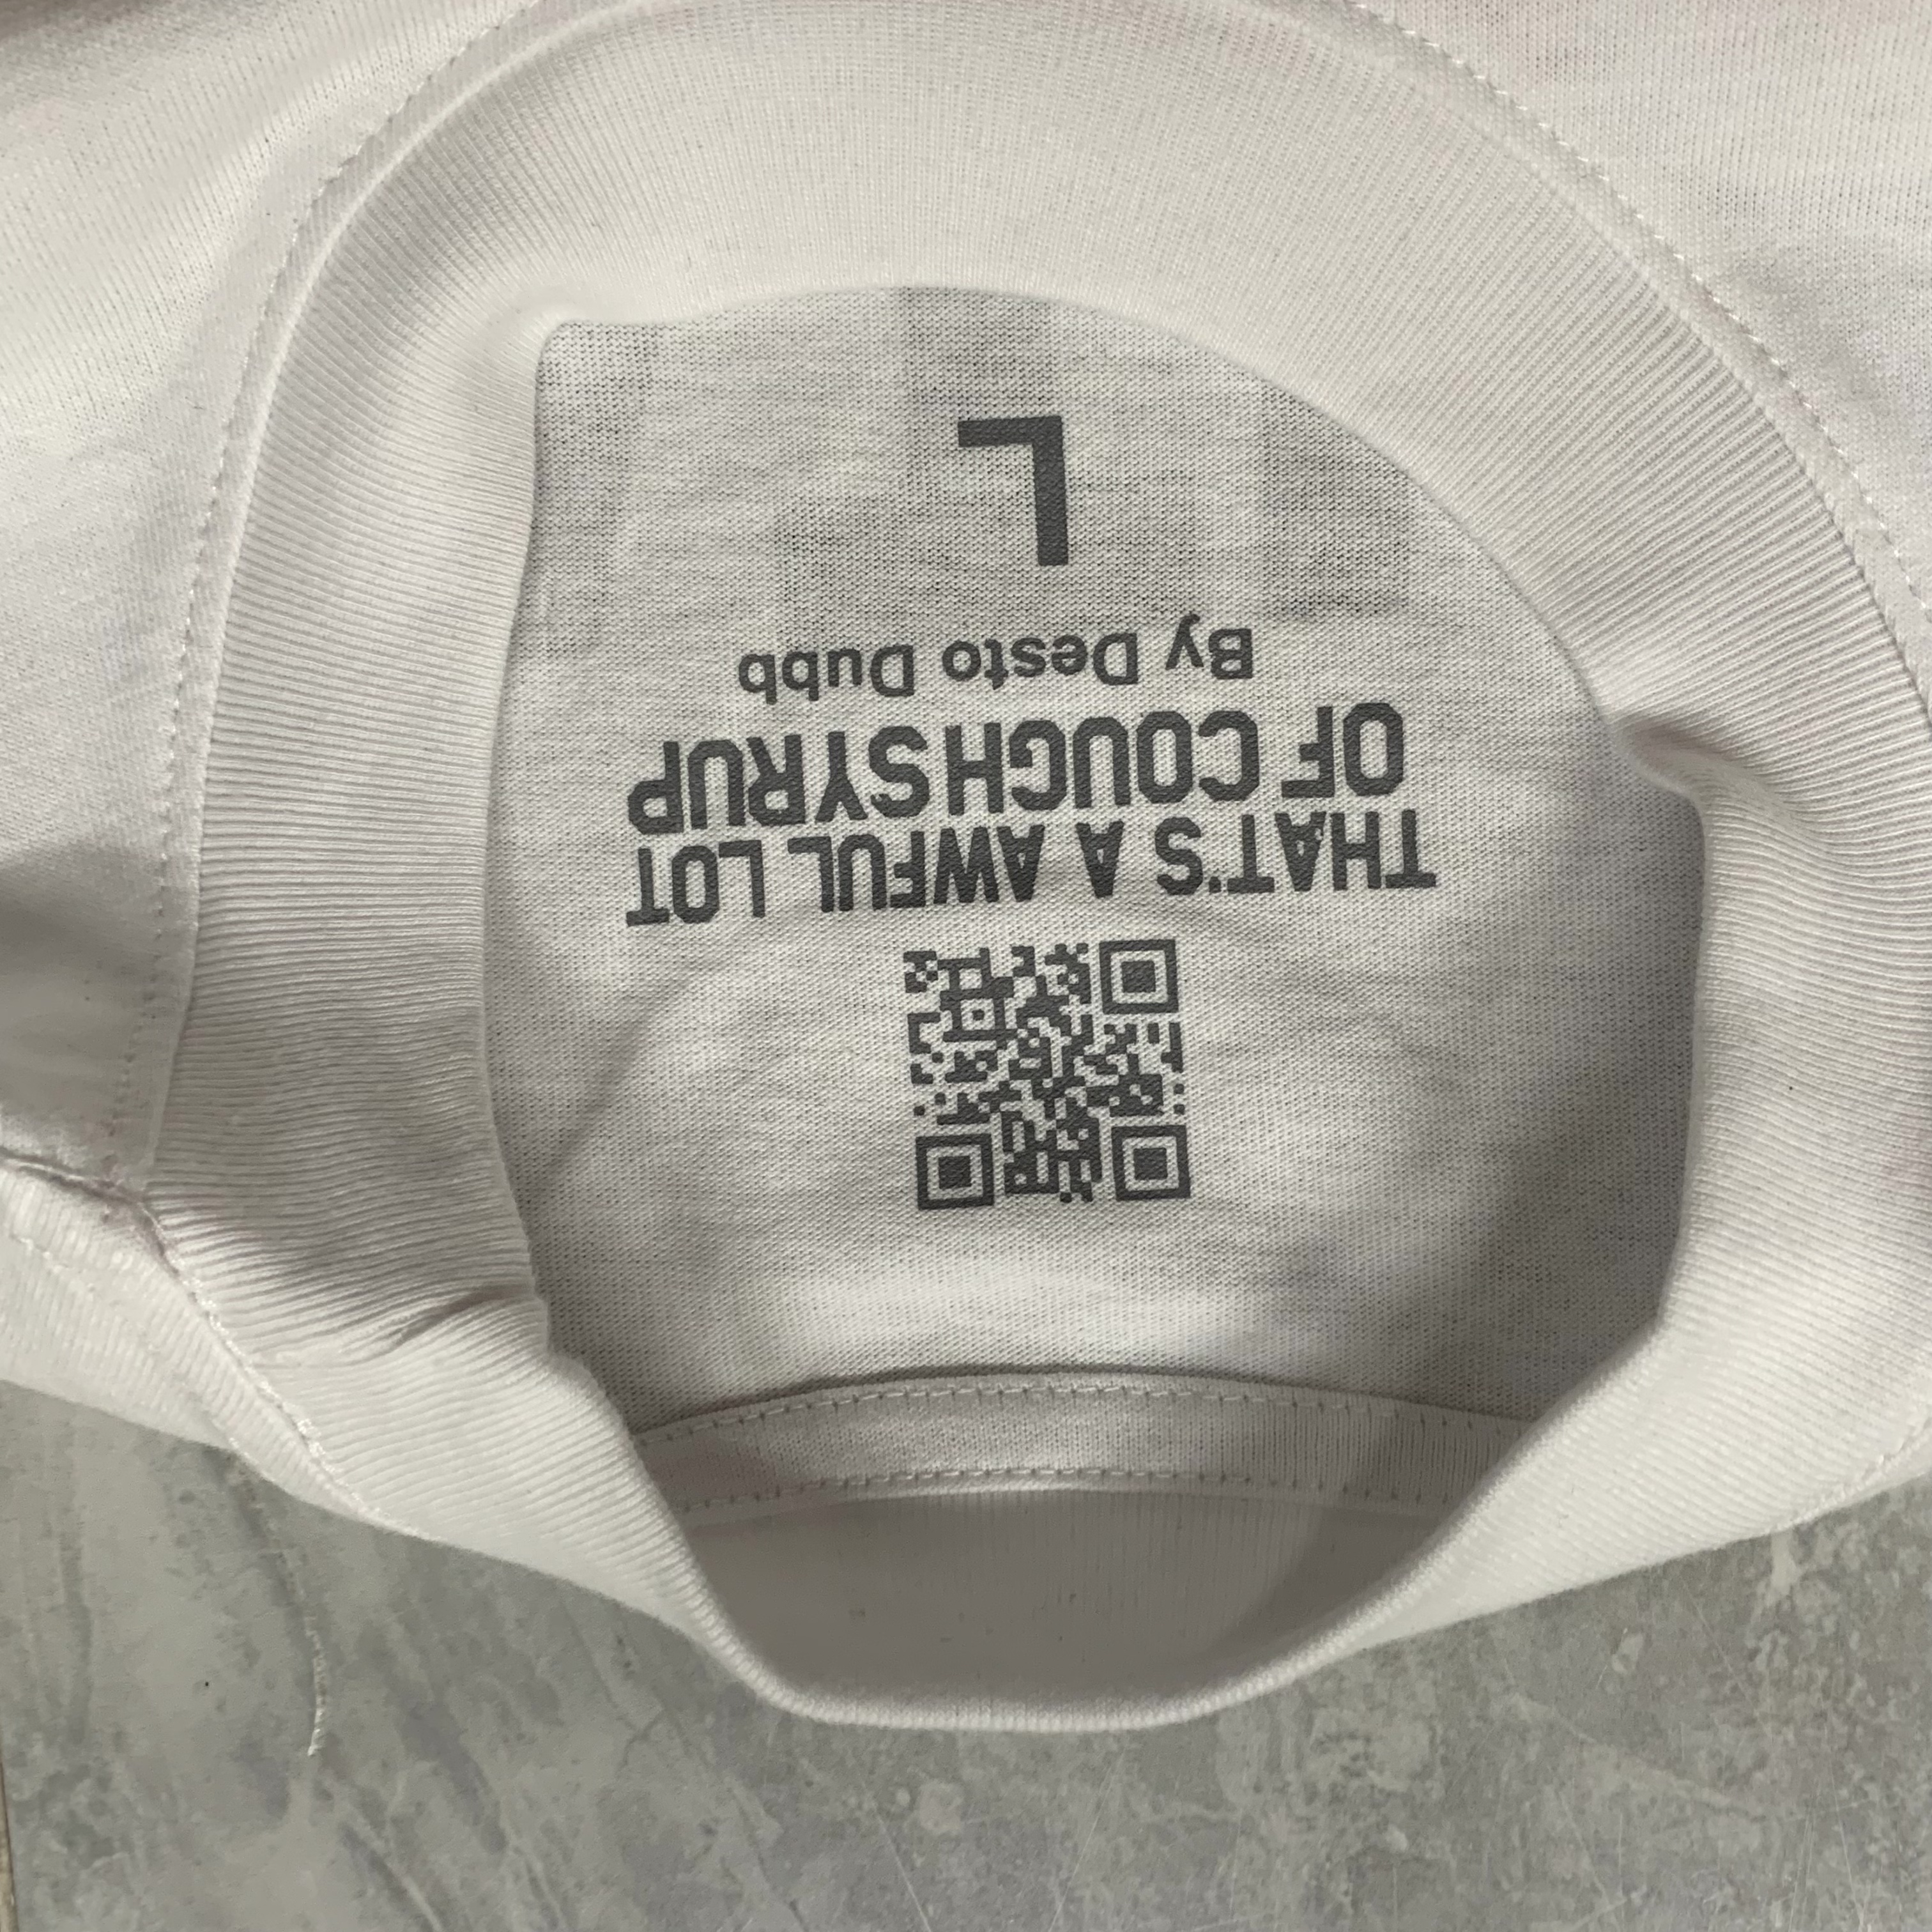 THAT'S A AWFUL LOT
OF COUGH SYRUP
By Desto Dubb
L